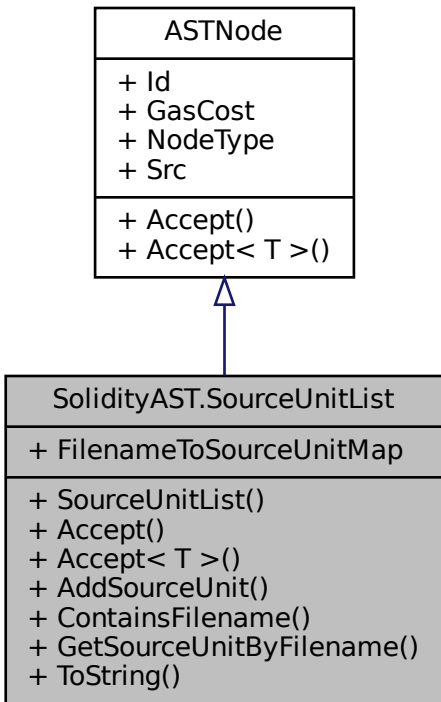 ASTNode
+ Id
+ GasCost
+ NodeType
+ Src
+ Accept()
+ Accept< T >()
SolidityAST.SourceUnitList
+ FilenameToSourceUnitMap
+ SourceUnitList()
+ Accept()
+ Accept< T >()
+ AddSourceUnit()
+ ContainsFilename()
+ GetSourceUnitByFilename()
+ ToString()